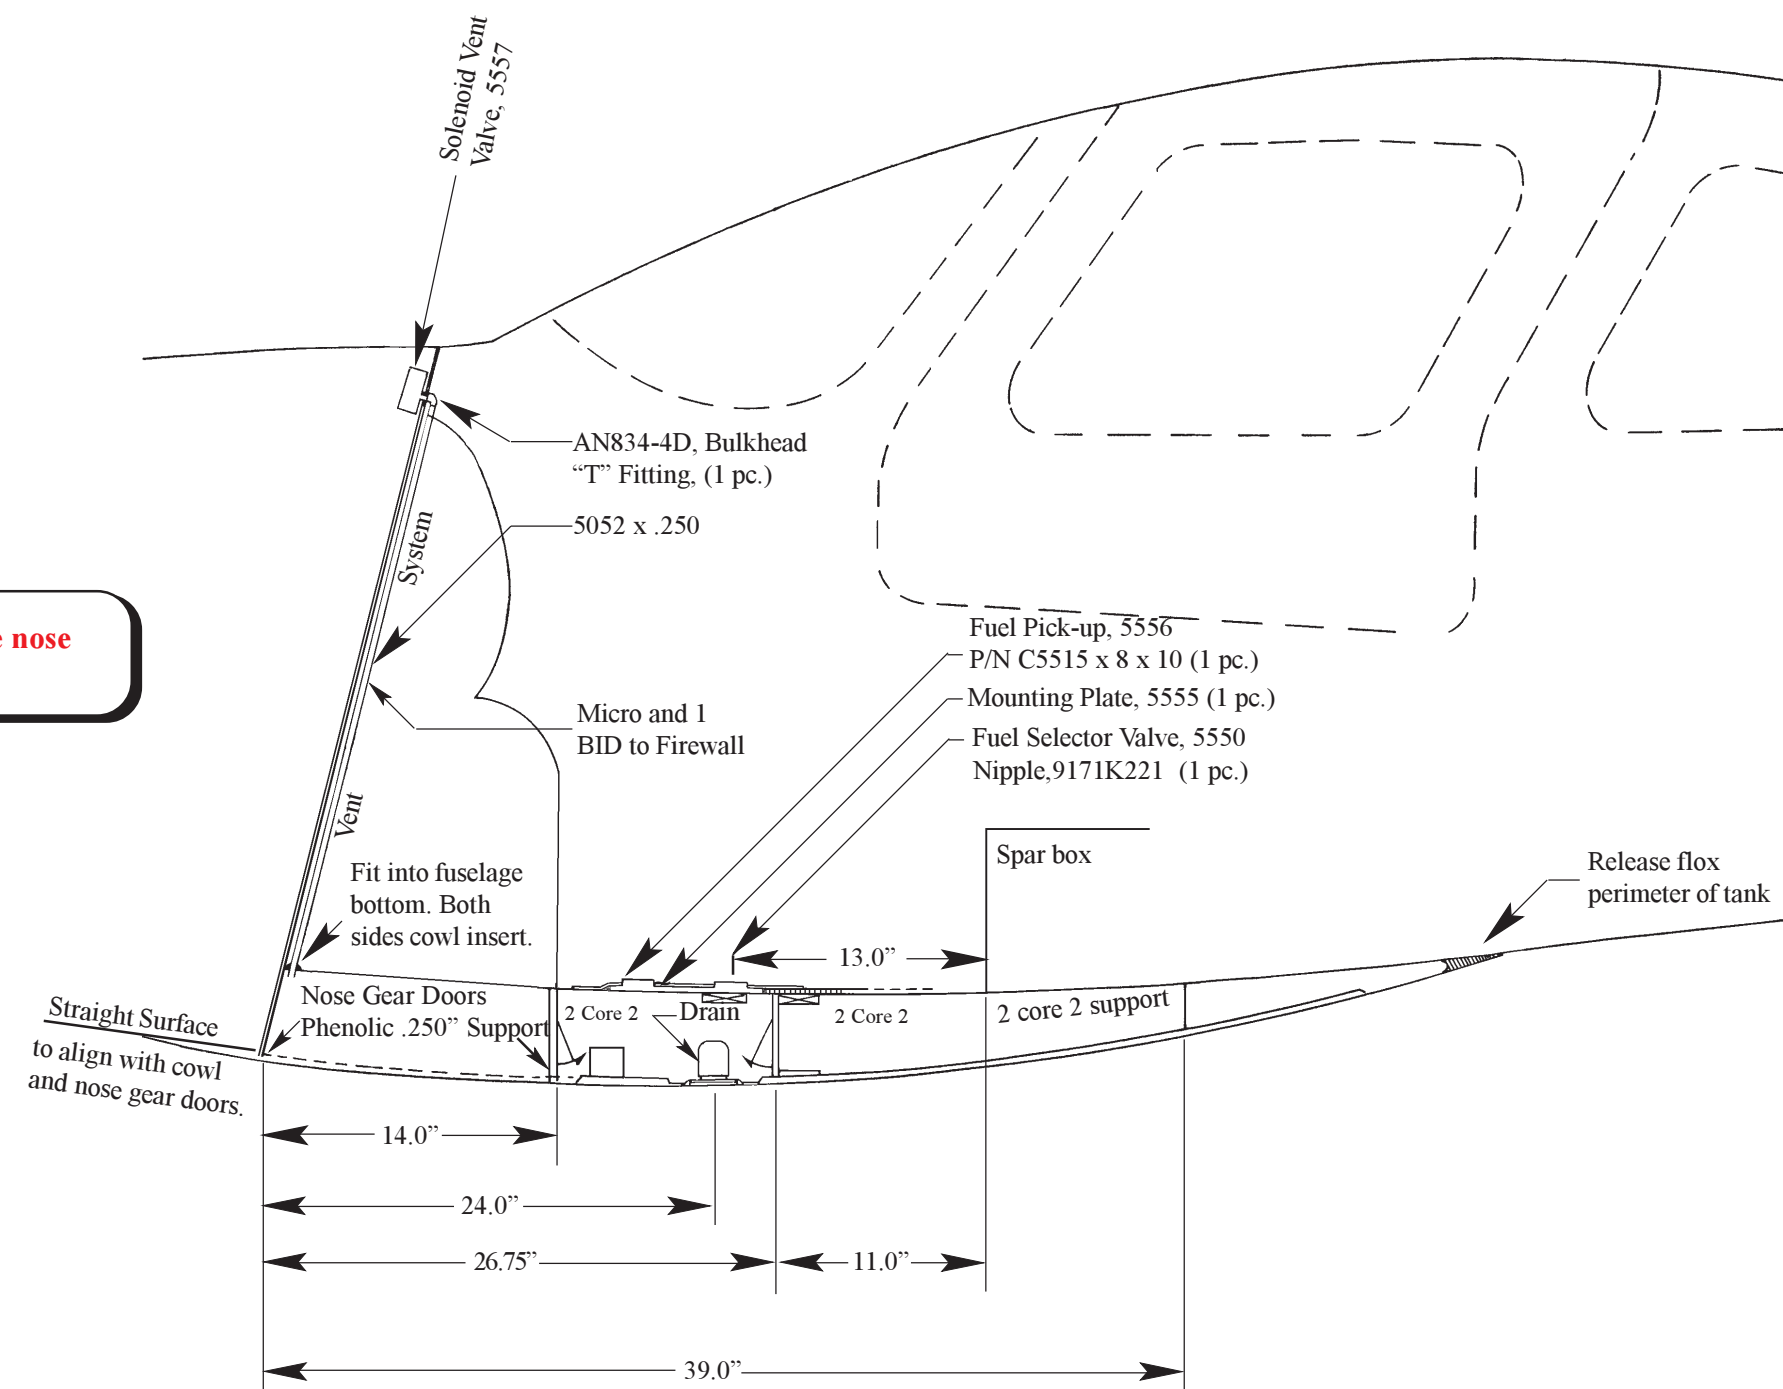 Solenoid Vent
Valve, 5557
AN834-4D, Bulkhead
“T” Fitting, (1 pc.)
System
5052 x .250
e nose
Fuel Pick-up, 5556
P/N C5515 x 8 x 10 (1 pc.)
Mounting Plate, 5555 (1 pc.)
Micro and 1
BID to Firewall
Fuel Selector Valve, 5550
Nipple,9171K221 (1 pc.)
Vent
Spar box
Release flox
perimeter of tank
Fit into fuselage
bottom. Both
sides cowl insert.
13.0”
Nose Gear Doors
Phenolic .250” Support
2 Core 2
Drain
2 Core 2
2 core 2 support
Straight Surface
to align with cowl
and nose gear doors.
14.0”
24.0”
26.75”
11.0”
39.0”